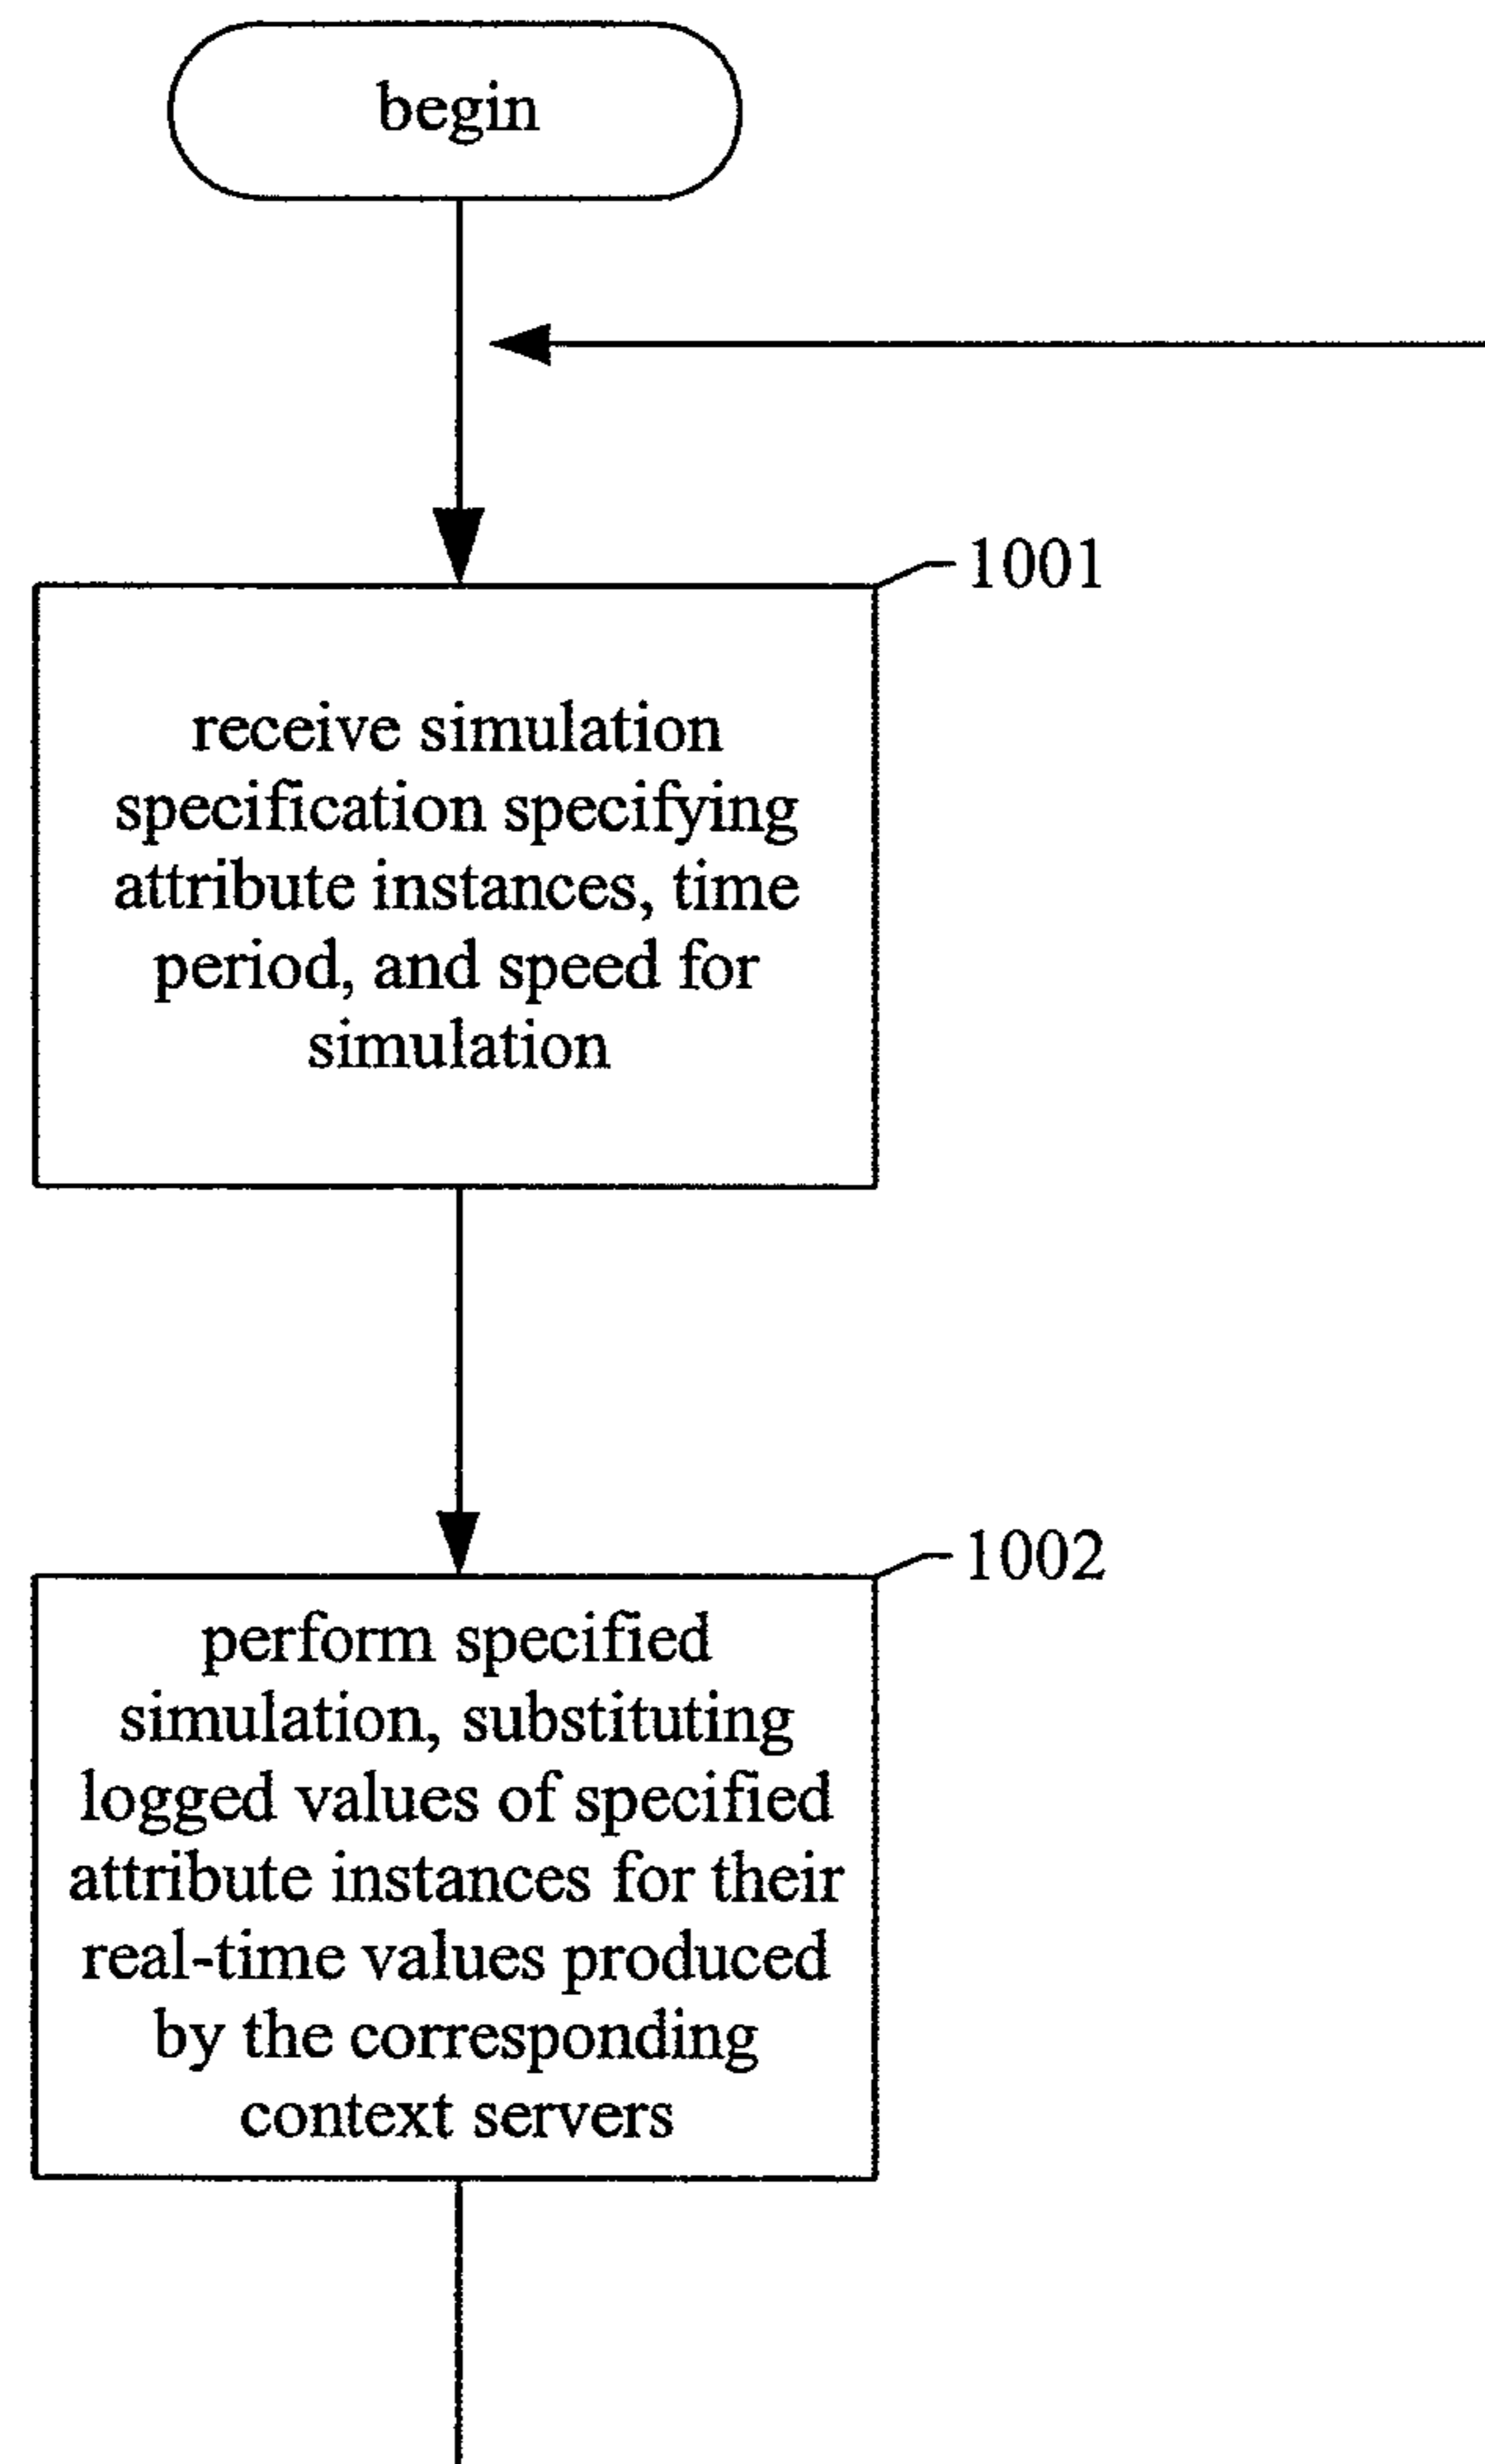 begin
1001
receive simulation
specification specifying
attribute instances, time
period, and speed for
simulation
1002
perform specified
simulation, substituting
logged values of specified
attribute instances for their
real-time values produced
by the corresponding
context servers